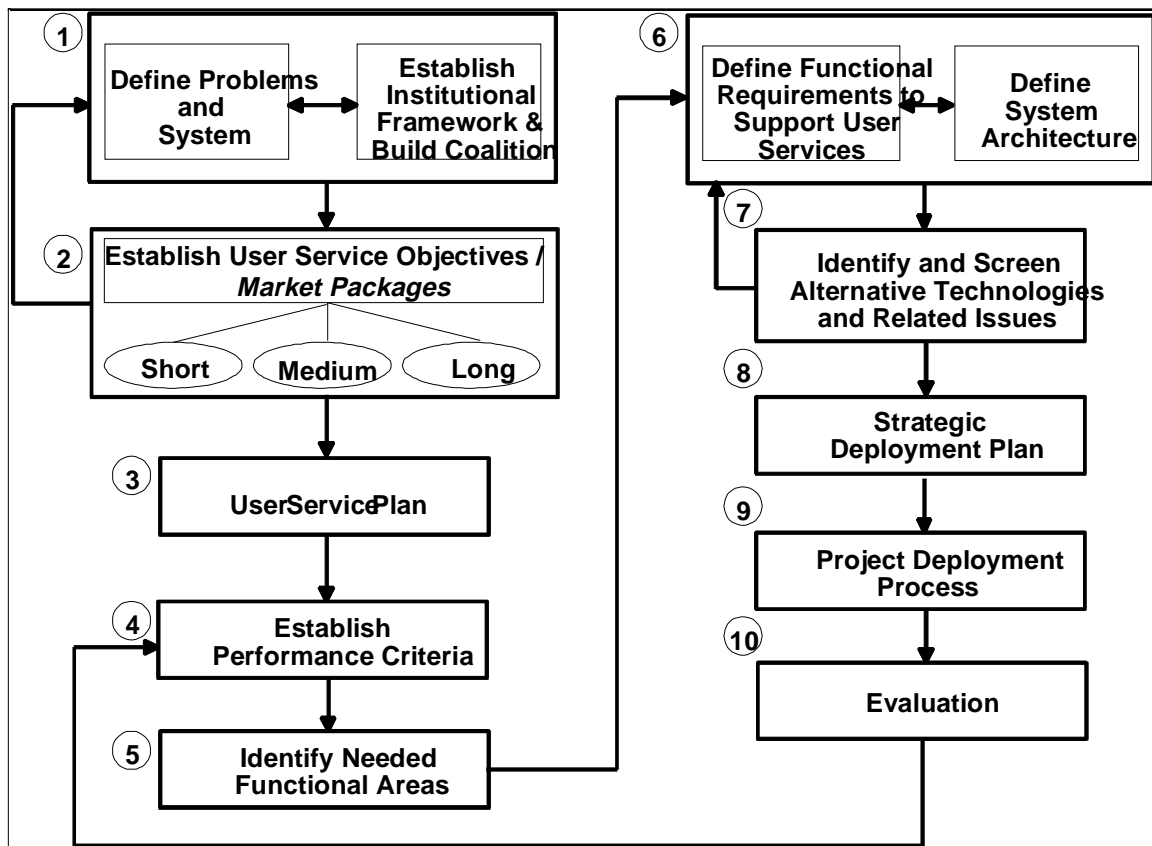 1
Define Problems
and
System
Establish
Institutional
Framework &
Build Coalition
2
Establish User Service Objectives /
Market Packages
Short
Medium
Long
3
UserServicePlan
4
Establish
Performance Criteria
5
Identify Needed
Functional Areas
6
Define Functional
Requirements to
Support User
Services
Define
System
Architecture
7
Identify and Screen
Alternative Technologies
and Related Issues
8
Strategic
Deployment Plan
9
Project Deployment
Process
10
Evaluation